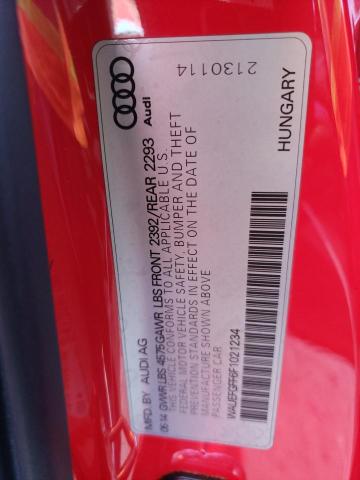 Audi
2130114
MFD. BY AUDI AG
06-14 GVWR LBS 4575 GAWR LBS FRONT 2392/REAR 2293
THIS VEHICLE CONFORMS TO ALL APPLICABLE U.S.
FEDERAL MOTOR VEHICLE SAFETY, BUMPER AND THEFT
PREVENTION STANDARDS IN EFFECT ON THE DATE OF
MANUFACTURE SHOWN ABOVE
PASSENGER CAR
WAUEFGFF6F1021234
HUNGARY